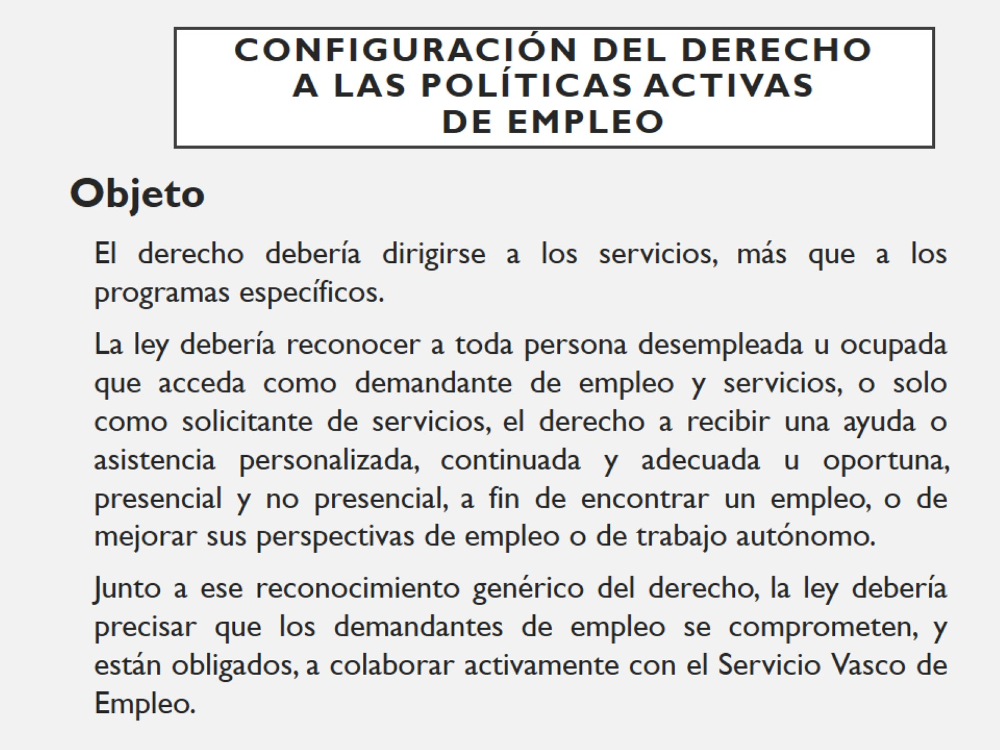 CONFIGURACIÓN DEL DERECHO
A LAS POLÍTICAS ACTIVAS
DE EMPLEO
Objeto
El derecho debería dirigirse a los servicios, más que a los
programas específicos.
La ley debería reconocer a toda persona desempleada u ocupada
que acceda como demandante de empleo y servicios, o solo
como solicitante de servicios, el derecho a recibir una ayuda o
asistencia personalizada, continuada y adecuada u oportuna,
presencial y no presencial, a fin de encontrar un empleo, o de
mejorar sus perspectivas de empleo o de trabajo autónomo.
Junto a ese reconocimiento genérico del derecho, la ley debería
precisar que los demandantes de empleo se comprometen, y
están obligados, a colaborar activamente con el Servicio Vasco de
Empleo.